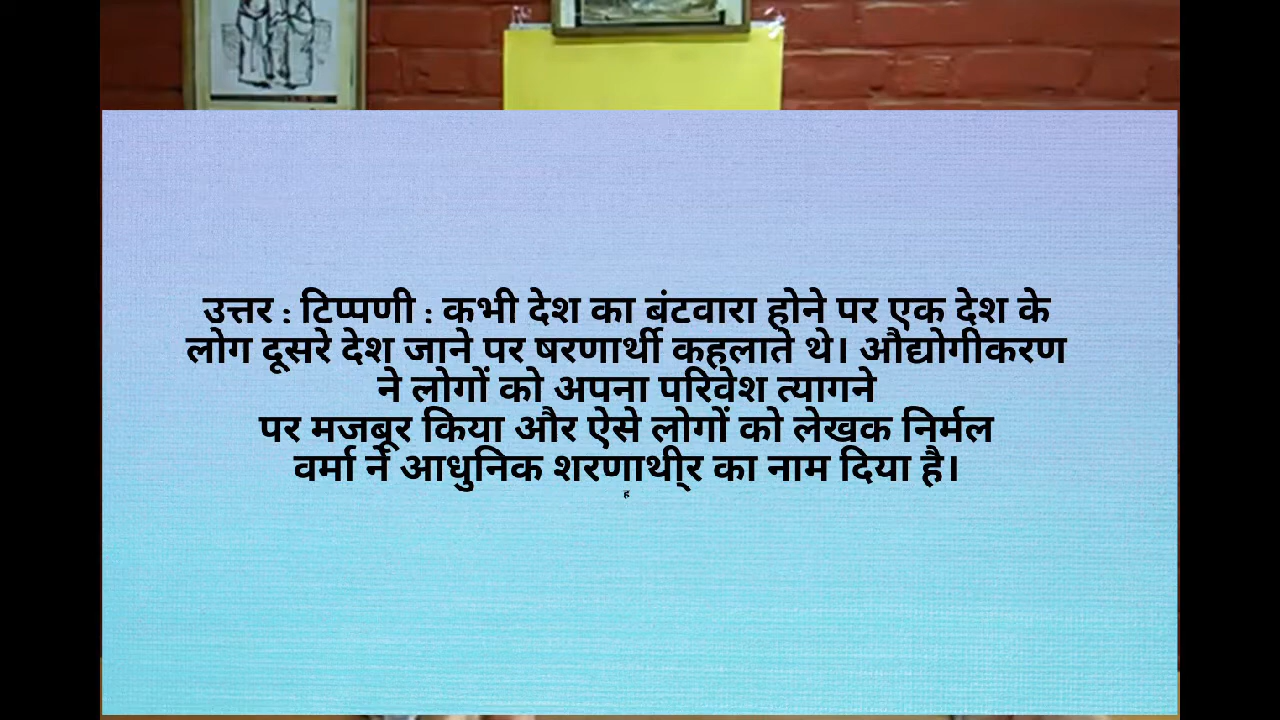 उत्तर : टिप्पणी : कभी देश का बंटवारा होने पर एक देश के
लोग दूसरे देश जाने पर षरणार्थी कहलाते थे। औद्योगीकरण
ने लोगों को अपना परिवेश त्यागने
पर मजबूर किया और ऐसे लोगों को लेखक निर्मल
वर्मा ने आधुनिक शरणाथी्र का नाम दिया है।